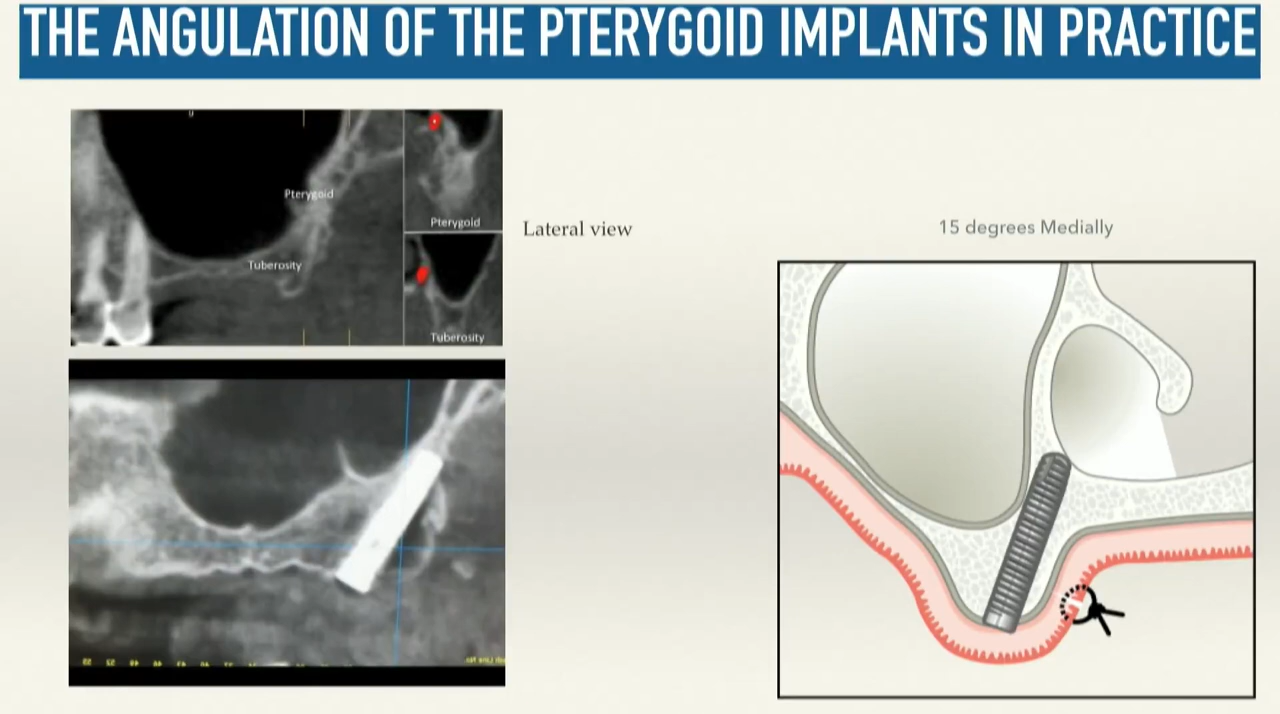 THE ANGULATION OF THE PTERYGOID IMPLANTS IN PRACTICE
Pterygoid
Tuberosity
Pterygoid
Tuberosity
Lateral view
15 degrees Medially